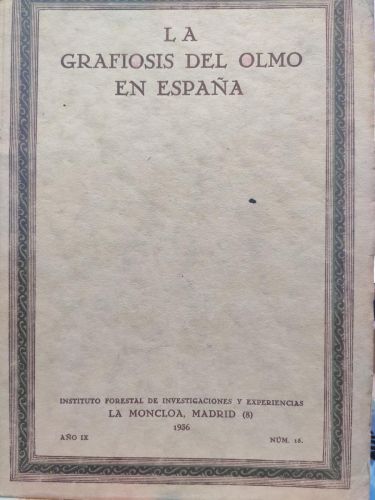 LA
GRAFIOSIS DEL OLMO
EN ESPAÑA
INSTITUTO FORESTAL DE INVESTIGACIONES Y EXPERIENCIAS
LA MONCLOA, MADRID (8)
1936
AÑO IX NÚM. 16.